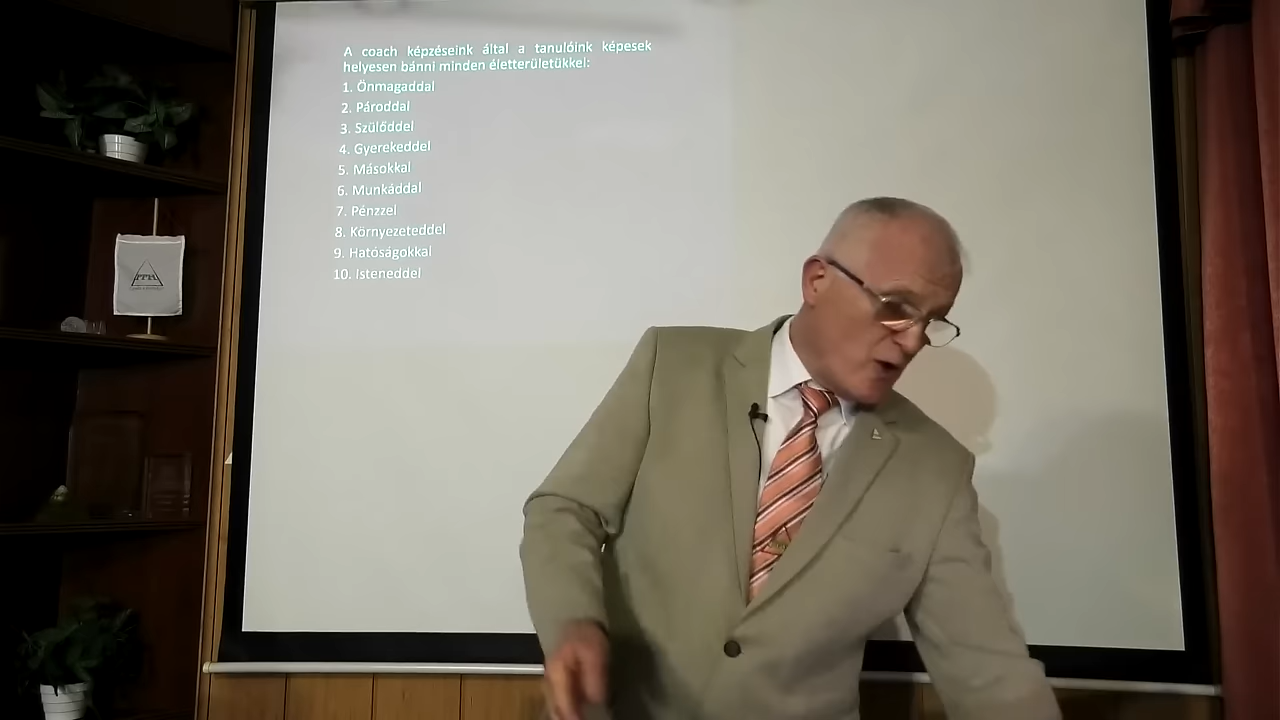 A coach képzéseink által a tanulóink képesek
helyesen bánni minden életterületükkel:
1. Önmagaddal
2. Pároddal
3. Szülőddel
4. Gyerekeddel
5. Másokkal
6. Munkáddal
7. Pénzzel
8. Környezeteddel
9. Hatóságokkal
10. Isteneddel